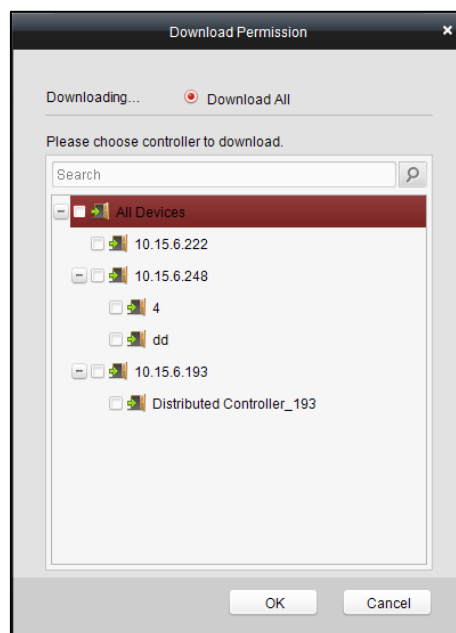 Download Permission
Downloading... Download All
Please choose controller to download.
Search
All Devices
10.15.6.222
10.15.6.248
4
dd
10.15.6.193
Distributed Controller_193
OK Cancel